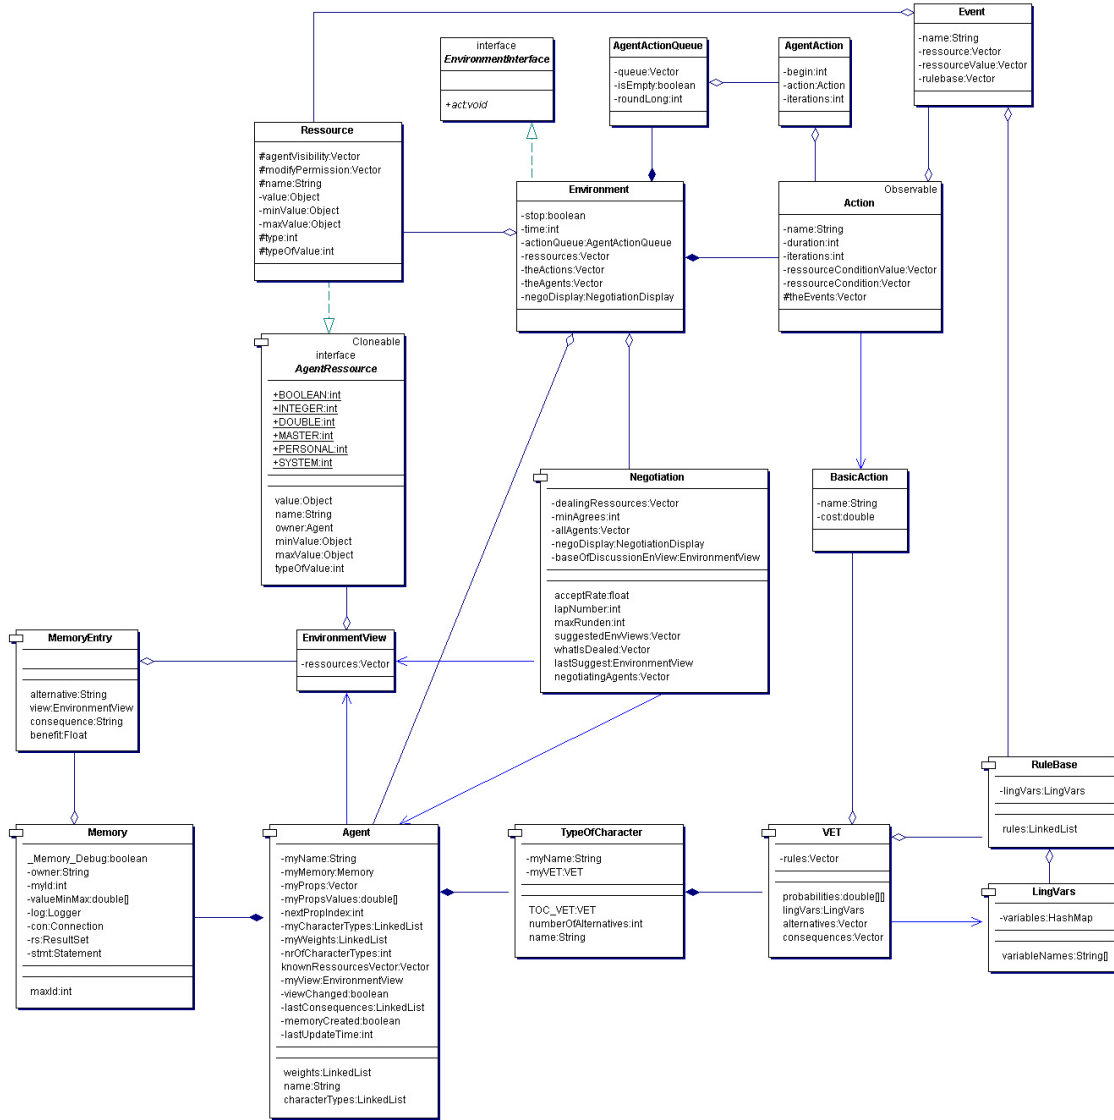 Event
-name:String
-ressource:Vector
-ressourceValue:Vector
-rulebase:Vector
interface
EnvironmentInterface
+act:void
AgentActionQueue
-queue:Vector
-isEmpty:boolean
-roundLong:int
AgentAction
-begin:int
-action:Action
-iterations:int
Ressource
#agentVisibility:Vector
#modifyPermission:Vector
#name:String
-value:Object
-minValue:Object
-maxValue:Object
#type:int
#typeOfValue:int
Environment
-stop:boolean
-time:int
-actionQueue:AgentActionQueue
-ressources:Vector
-theActions:Vector
-theAgents:Vector
-negoDisplay:NegotiationDisplay
Observable
Action
-name:String
-duration:int
-iterations:int
-ressourceConditionValue:Vector
-ressourceCondition:Vector
#theEvents:Vector
Cloneable
interface
AgentRessource
+BOOLEAN:int
+INTEGER:int
+DOUBLE:int
+MASTER:int
+PERSONAL:int
+SYSTEM:int
value:Object
name:String
owner:Agent
minValue:Object
maxValue:Object
typeOfValue:int
Negotiation
-dealingRessources:Vector
-minAgrees:int
-allAgents:Vector
-negoDisplay:NegotiationDisplay
-baseOfDiscussionEnView:EnvironmentView
acceptRate:float
lapNumber:int
maxRunden:int
suggestedEnViews:Vector
whatIsDealed:Vector
lastSuggest:EnvironmentView
negotiatingAgents:Vector
BasicAction
-name:String
-cost:double
MemoryEntry
alternative:String
view:EnvironmentView
consequence:String
benefit:Float
EnvironmentView
-ressources:Vector
RuleBase
-lingVars:LingVars
rules:LinkedList
Memory
_Memory_Debug:boolean
-owner:String
-myId:int
-valueMinMax:double[]
-log:Logger
-con:Connection
-rs:ResultSet
-stmt:Statement
maxId:int
Agent
-myName:String
-myMemory:Memory
-myProps:Vector
-myPropsValues:double[]
-nextPropIndex:int
-myCharacterTypes:LinkedList
-myWeights:LinkedList
-nrOfCharacterTypes:int
knownRessourcesVector:Vector
-myView:EnvironmentView
-viewChanged:boolean
-lastConsequences:LinkedList
-memoryCreated:boolean
-lastUpdateTime:int
weights:LinkedList
name:String
characterTypes:LinkedList
TypeOfCharacter
-myName:String
-myVET:VET
TOC_VET:VET
numberOfAlternatives:int
name:String
VET
-rules:Vector
probabilities:double[][]
lingVars:LingVars
alternatives:Vector
consequences:Vector
LingVars
-variables:HashMap
variableNames:String[]